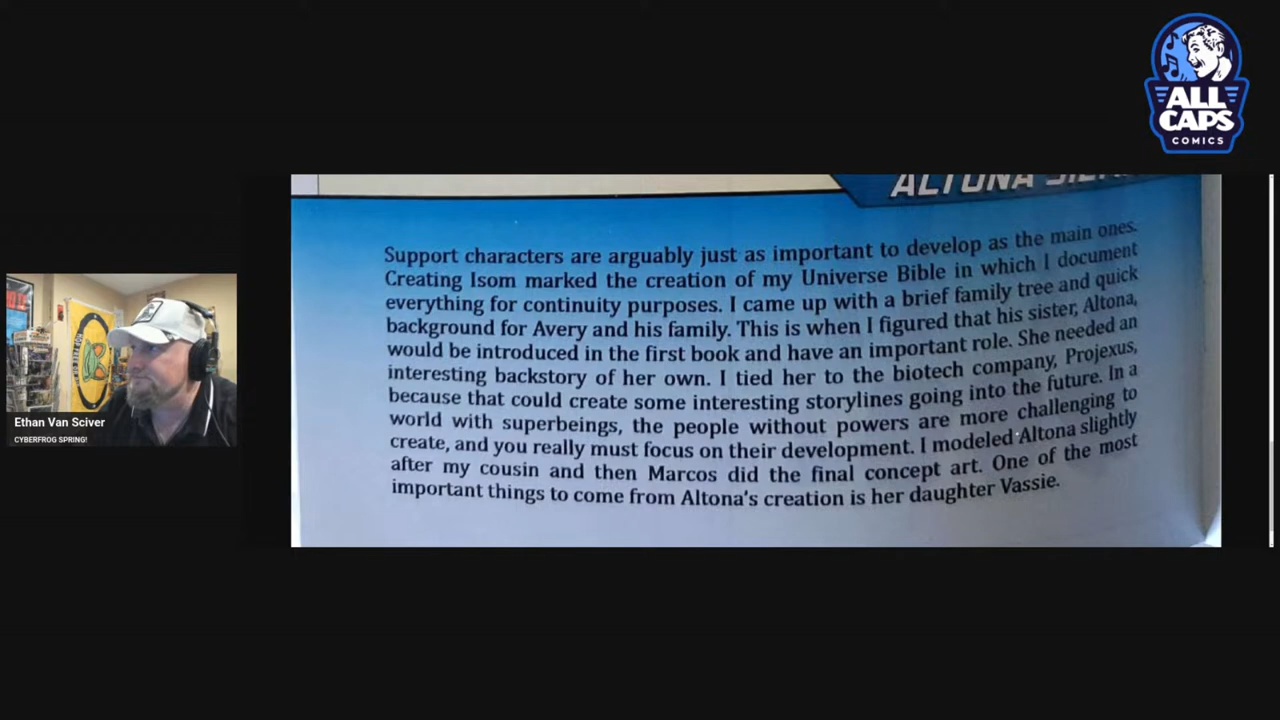 ALL
CAPS
COMICS
ALTONA
Support characters are arguably just as important to develop as the main ones.
Creating Isom marked the creation of my Universe Bible in which I document
everything for continuity purposes. I came up with a brief family tree and quick
background for Avery and his family. This is when I figured that his sister, Altona,
would be introduced in the first book and have an important role. She needed an
interesting backstory of her own. I tied her to the biotech company, Projexus,
because that could create some interesting storylines going into the future. In a
world with superbeings, the people without powers are more challenging to
create, and you really must focus on their development. I modeled Altona slightly
after my cousin and then Marcos did the final concept art. One of the most
important things to come from Altona's creation is her daughter Vassie.
Ethan Van Sciver
CYBERFROG SPRING!